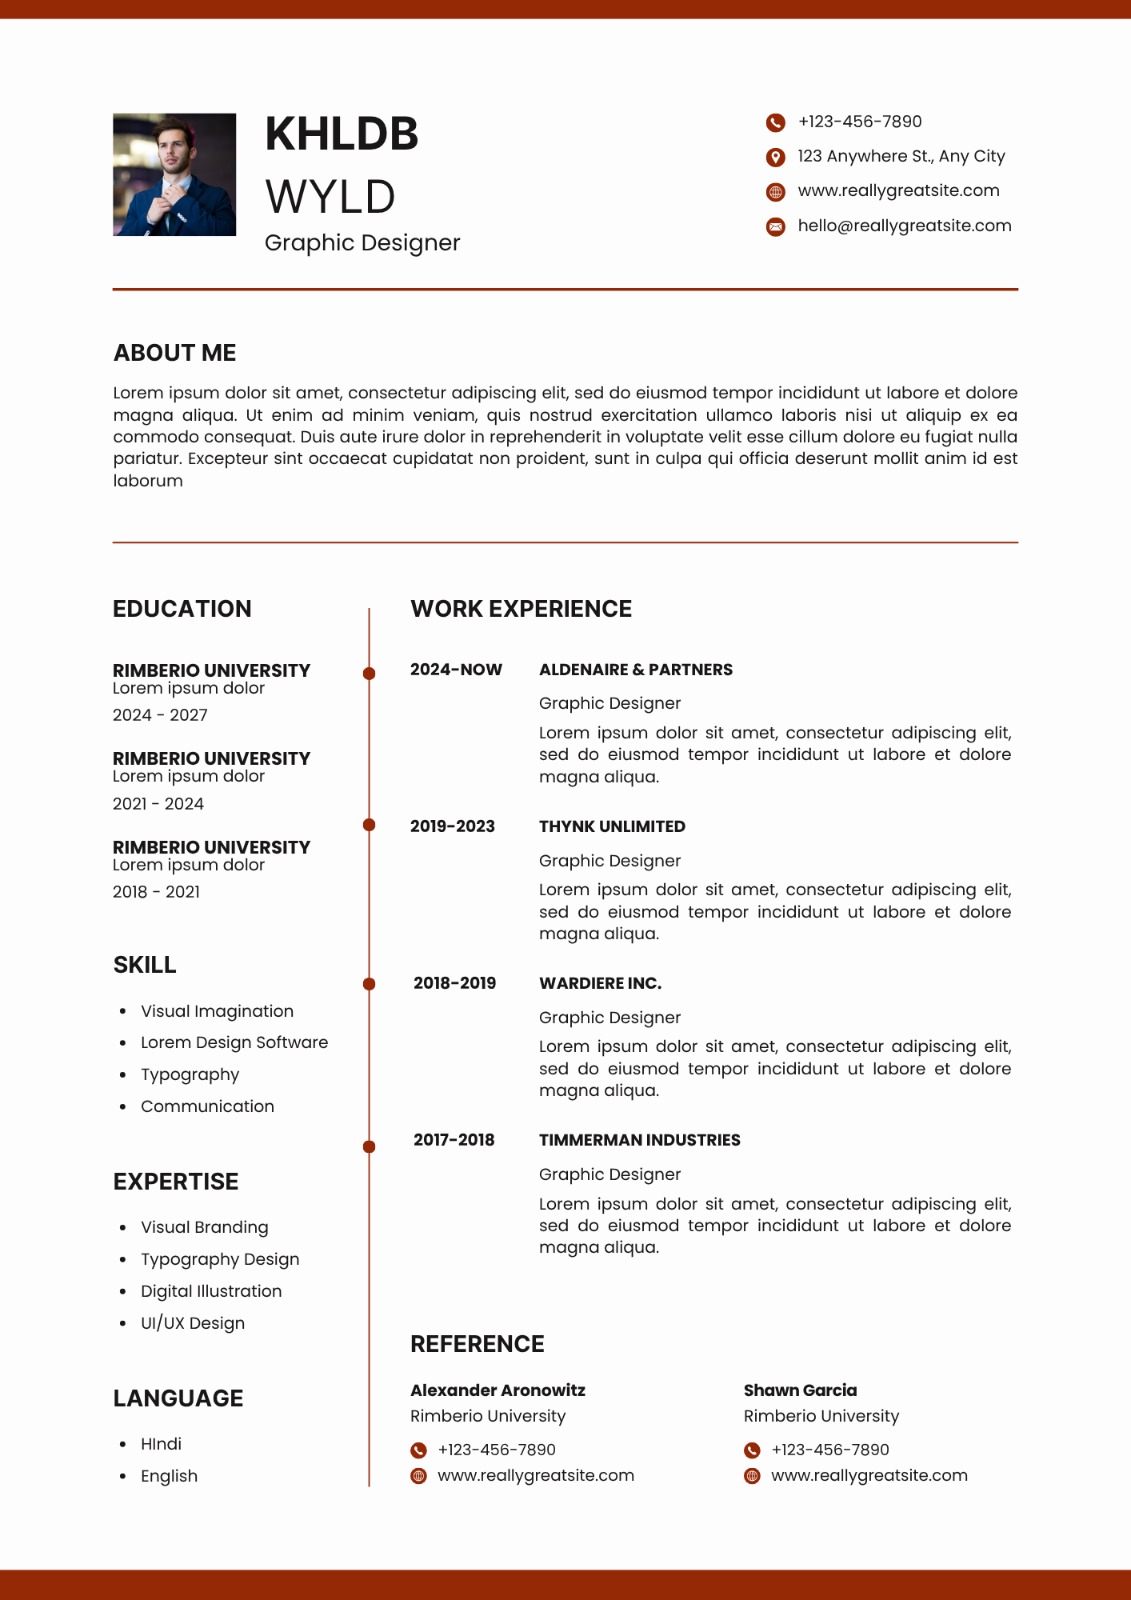 KHLDB
WYLD
Graphic Designer
+123-456-7890
123 Anywhere St., Any City
www.reallygreatsite.com
hello@reallygreatsite.com
ABOUT ME
Lorem ipsum dolor sit amet, consectetur adipiscing elit, sed do eiusmod tempor incididunt ut labore et dolore
magna aliqua. Ut enim ad minim veniam, quis nostrud exercitation ullamco laboris nisi ut aliquip ex ea
commodo consequat. Duis aute irure dolor in reprehenderit in voluptate velit esse cillum dolore eu fugiat nulla
pariatur. Excepteur sint occaecat cupidatat non proident, sunt in culpa qui officia deserunt mollit anim id est
laborum
EDUCATION
RIMBERIO UNIVERSITY
Lorem ipsum dolor
2024 - 2027
RIMBERIO UNIVERSITY
Lorem ipsum dolor
2021 - 2024
RIMBERIO UNIVERSITY
Lorem ipsum dolor
2018 - 2021
SKILL
• Visual Imagination
• Lorem Design Software
• Typography
• Communication
EXPERTISE
• Visual Branding
• Typography Design
• Digital Illustration
• UI/UX Design
LANGUAGE
• HIndi
• English
WORK EXPERIENCE
2024-NOW ALDENAIRE & PARTNERS
Graphic Designer
Lorem ipsum dolor sit amet, consectetur adipiscing elit,
sed do eiusmod tempor incididunt ut labore et dolore
magna aliqua.
2019-2023 THYNK UNLIMITED
Graphic Designer
Lorem ipsum dolor sit amet, consectetur adipiscing elit,
sed do eiusmod tempor incididunt ut labore et dolore
magna aliqua.
2018-2019 WARDIERE INC.
Graphic Designer
Lorem ipsum dolor sit amet, consectetur adipiscing elit,
sed do eiusmod tempor incididunt ut labore et dolore
magna aliqua.
2017-2018 TIMMERMAN INDUSTRIES
Graphic Designer
Lorem ipsum dolor sit amet, consectetur adipiscing elit,
sed do eiusmod tempor incididunt ut labore et dolore
magna aliqua.
REFERENCE
Alexander Aronowitz
Rimberio University
+123-456-7890
www.reallygreatsite.com
Shawn Garcia
Rimberio University
+123-456-7890
www.reallygreatsite.com